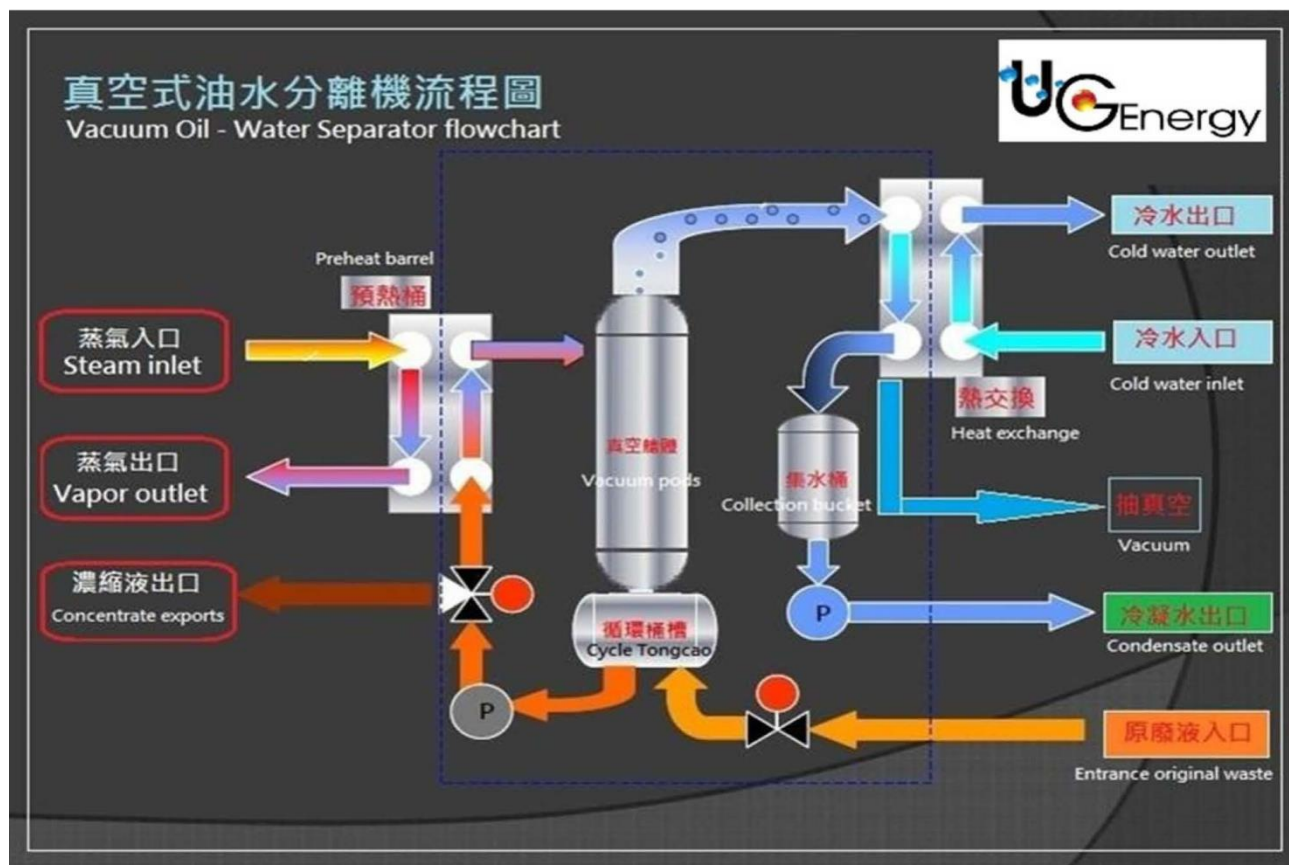 真空式油水分離機流程圖
Vacuum Oil - Water Separator flowchart
UGEnergy
Preheat barrel
預熱桶
蒸氣入口
Steam inlet
蒸氣出口
Vapor outlet
濃縮液出口
Concentrate exports
真空艙體
Vacuum pods
循環桶槽
Cycle Tongcao
P
集水桶
Collection bucket
P
冷水出口
Cold water outlet
冷水入口
Cold water inlet
熱交換
Heat exchange
抽真空
Vacuum
冷凝水出口
Condensate outlet
原廢液入口
Entrance original waste